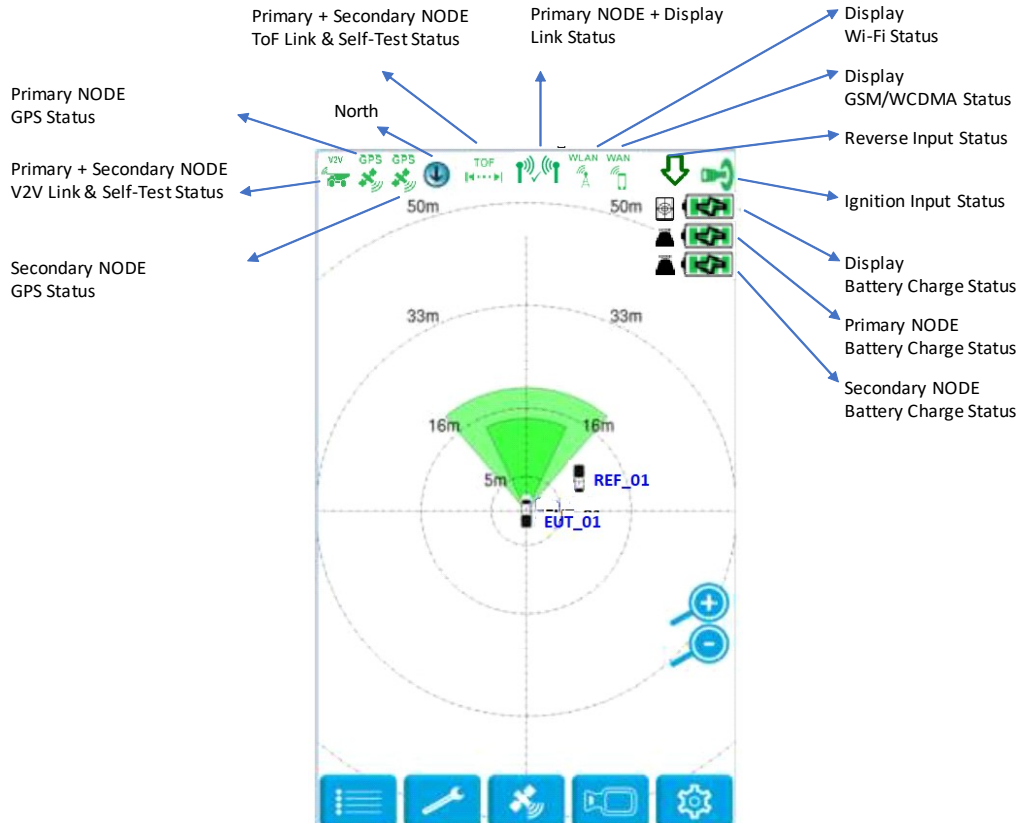 Primary + Secondary NODE
ToF Link & Self-Test Status
Primary NODE + Display
Link Status
Display
Wi-Fi Status
Display
GSM/WCDMA Status
Primary NODE
GPS Status
North
Reverse Input Status
Primary + Secondary NODE
V2V Link & Self-Test Status
Ignition Input Status
Secondary NODE
GPS Status
Display
Battery Charge Status
Primary NODE
Battery Charge Status
Secondary NODE
Battery Charge Status
V2V GPS GPS TOF WLAN WAN
50m 50m
33m 33m
16m 16m
5m
REF_01
EUT_01